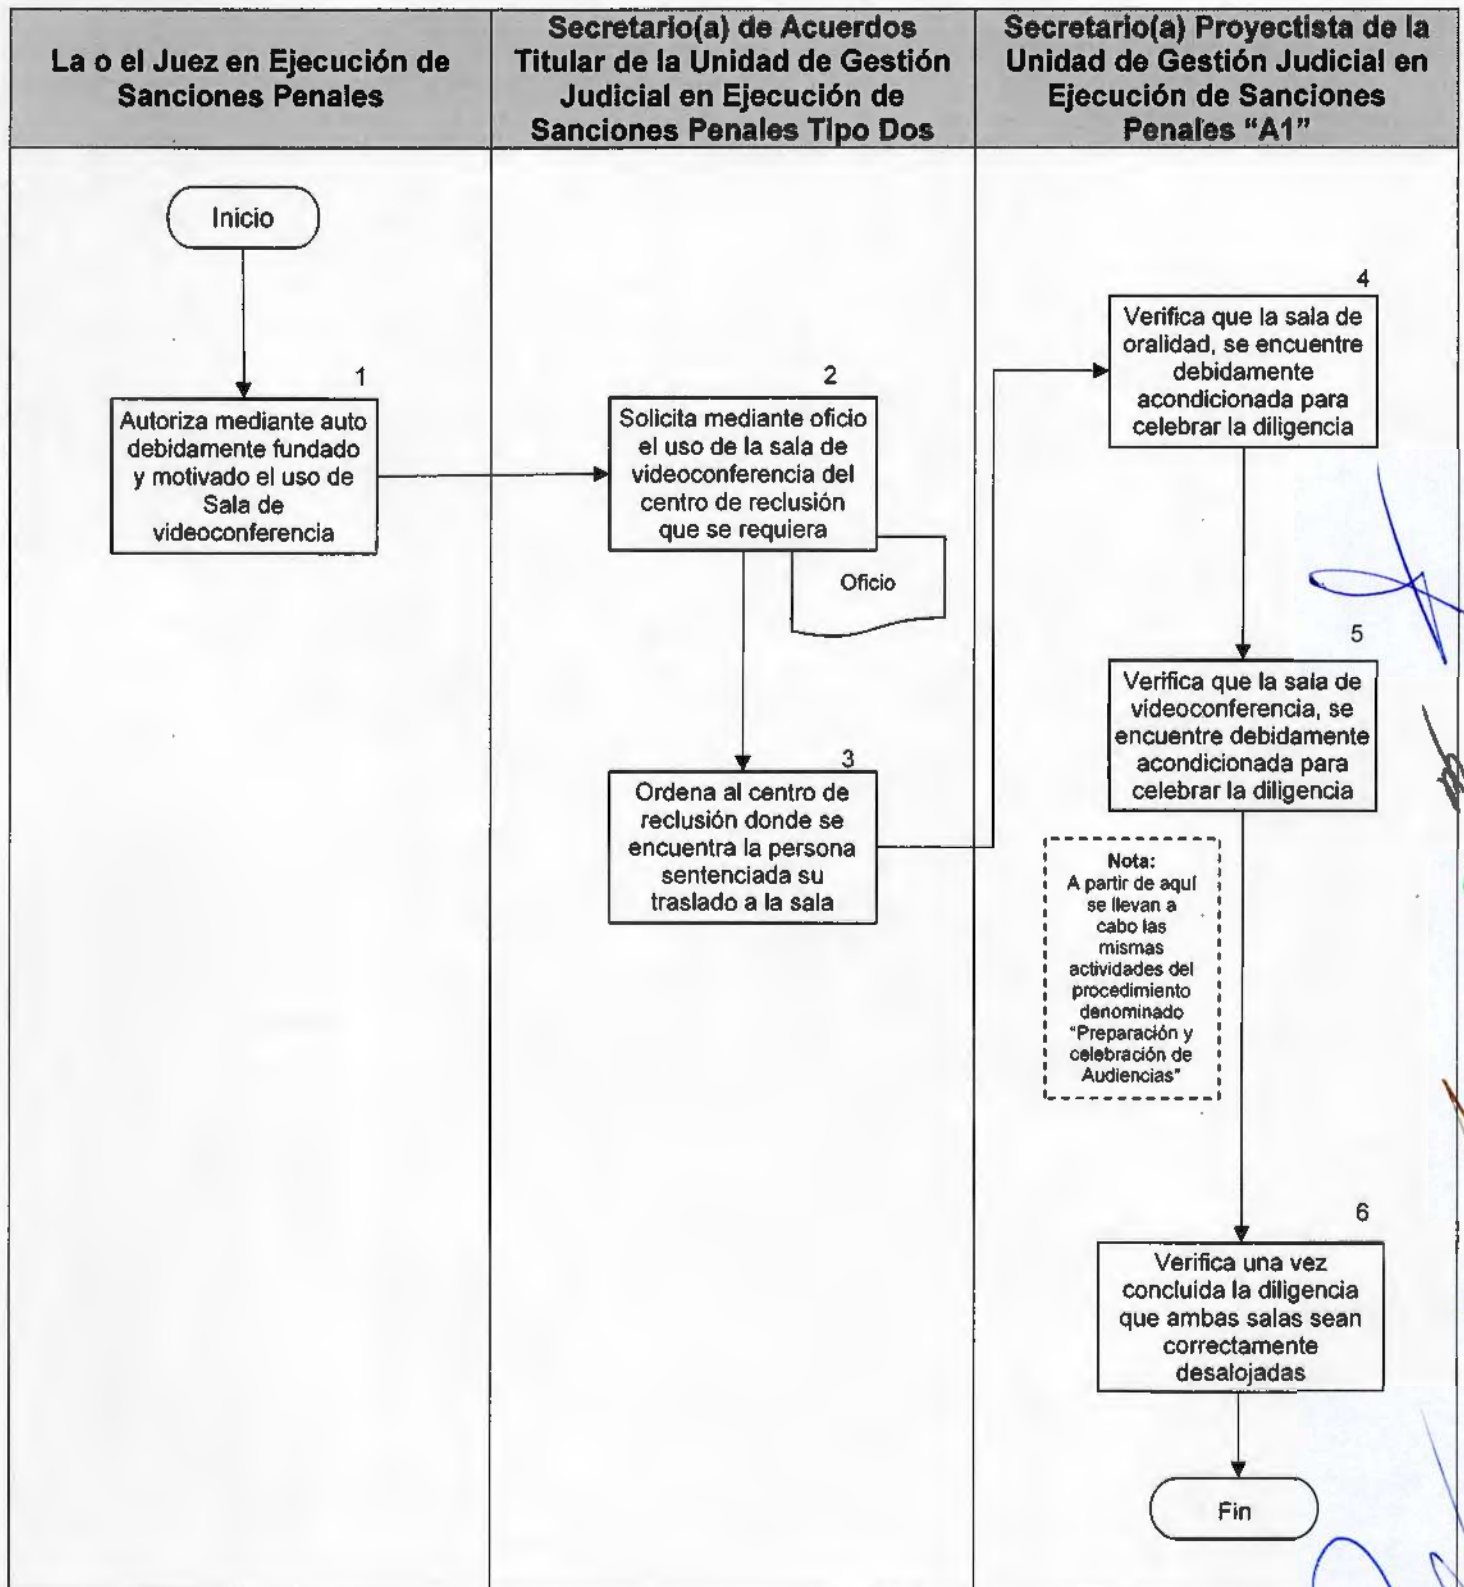 La o el Juez en Ejecución de
Sanciones Penales
Secretario(a) de Acuerdos
Titular de la Unidad de Gestión
Judicial en Ejecución de
Sanciones Penales Tipo Dos
Secretario(a) Proyectista de la
Unidad de Gestión Judicial en
Ejecución de Sanciones
Penales "A1"
Inicio
1
Autoriza mediante auto
debidamente fundado
y motivado el uso de
Sala de
videoconferencia
2
Solicita mediante oficio
el uso de la sala de
videoconferencia del
centro de reclusión
que se requiera
Oficio
3
Ordena al centro de
reclusión donde se
encuentra la persona
sentenciada su
traslado a la sala
4
Verifica que la sala de
oralidad, se encuentre
debidamente
acondicionada para
celebrar la diligencia
5
Verifica que la sala de
videoconferencia, se
encuentre debidamente
acondicionada para
celebrar la diligencia
Nota:
A partir de aquí
se llevan a
cabo las
mismas
actividades del
procedimiento
denominado
"Preparación y
celebración de
Audiencias"
6
Verifica una vez
concluida la diligencia
que ambas salas sean
correctamente
desalojadas
Fin